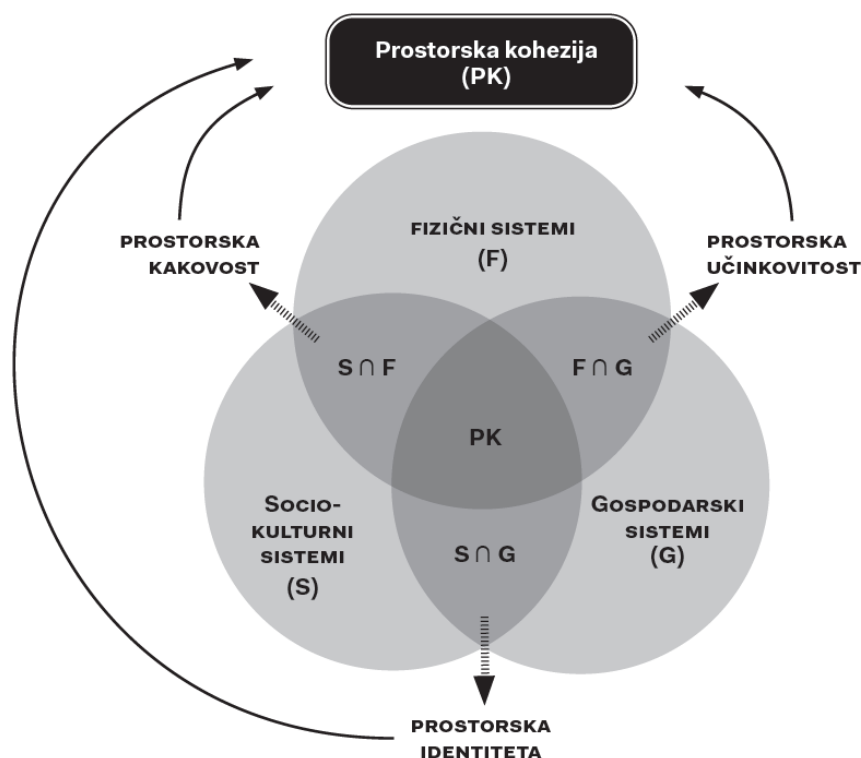 Prostorska kohezija
(PK)
FIZIČNI SISTEMI
(F)
PROSTORSKA
KAKOVOST
PROSTORSKA
UČINKOVITOST
S ∩ F
F ∩ G
PK
SOCIO-
KULTURNI
SISTEMI
(S)
GOSPODARSKI
SISTEMI
(G)
S ∩ G
PROSTORSKA
IDENTITETA